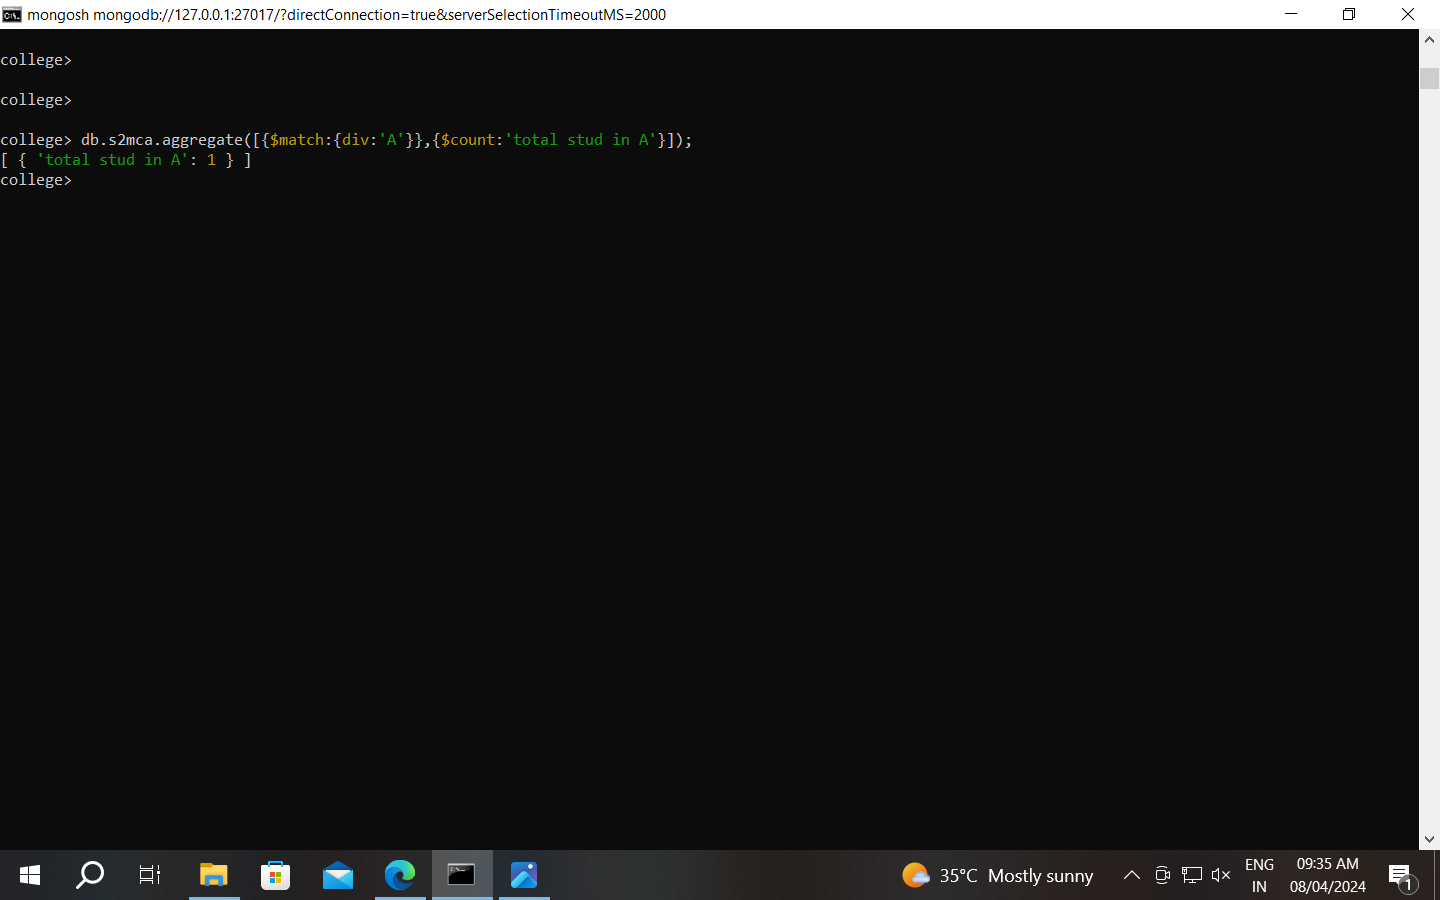 mongosh mongodb://127.0.0.1:27017/?directConnection=true&serverSelectionTimeoutMS=2000
college>
college>
college> db.s2mca.aggregate([{$match:{div:'A'}},{$count:'total stud in A'}]);
[ { 'total stud in A': 1 } ]
college>
35°C Mostly sunny
ENG
IN
09:35 AM
08/04/2024
1